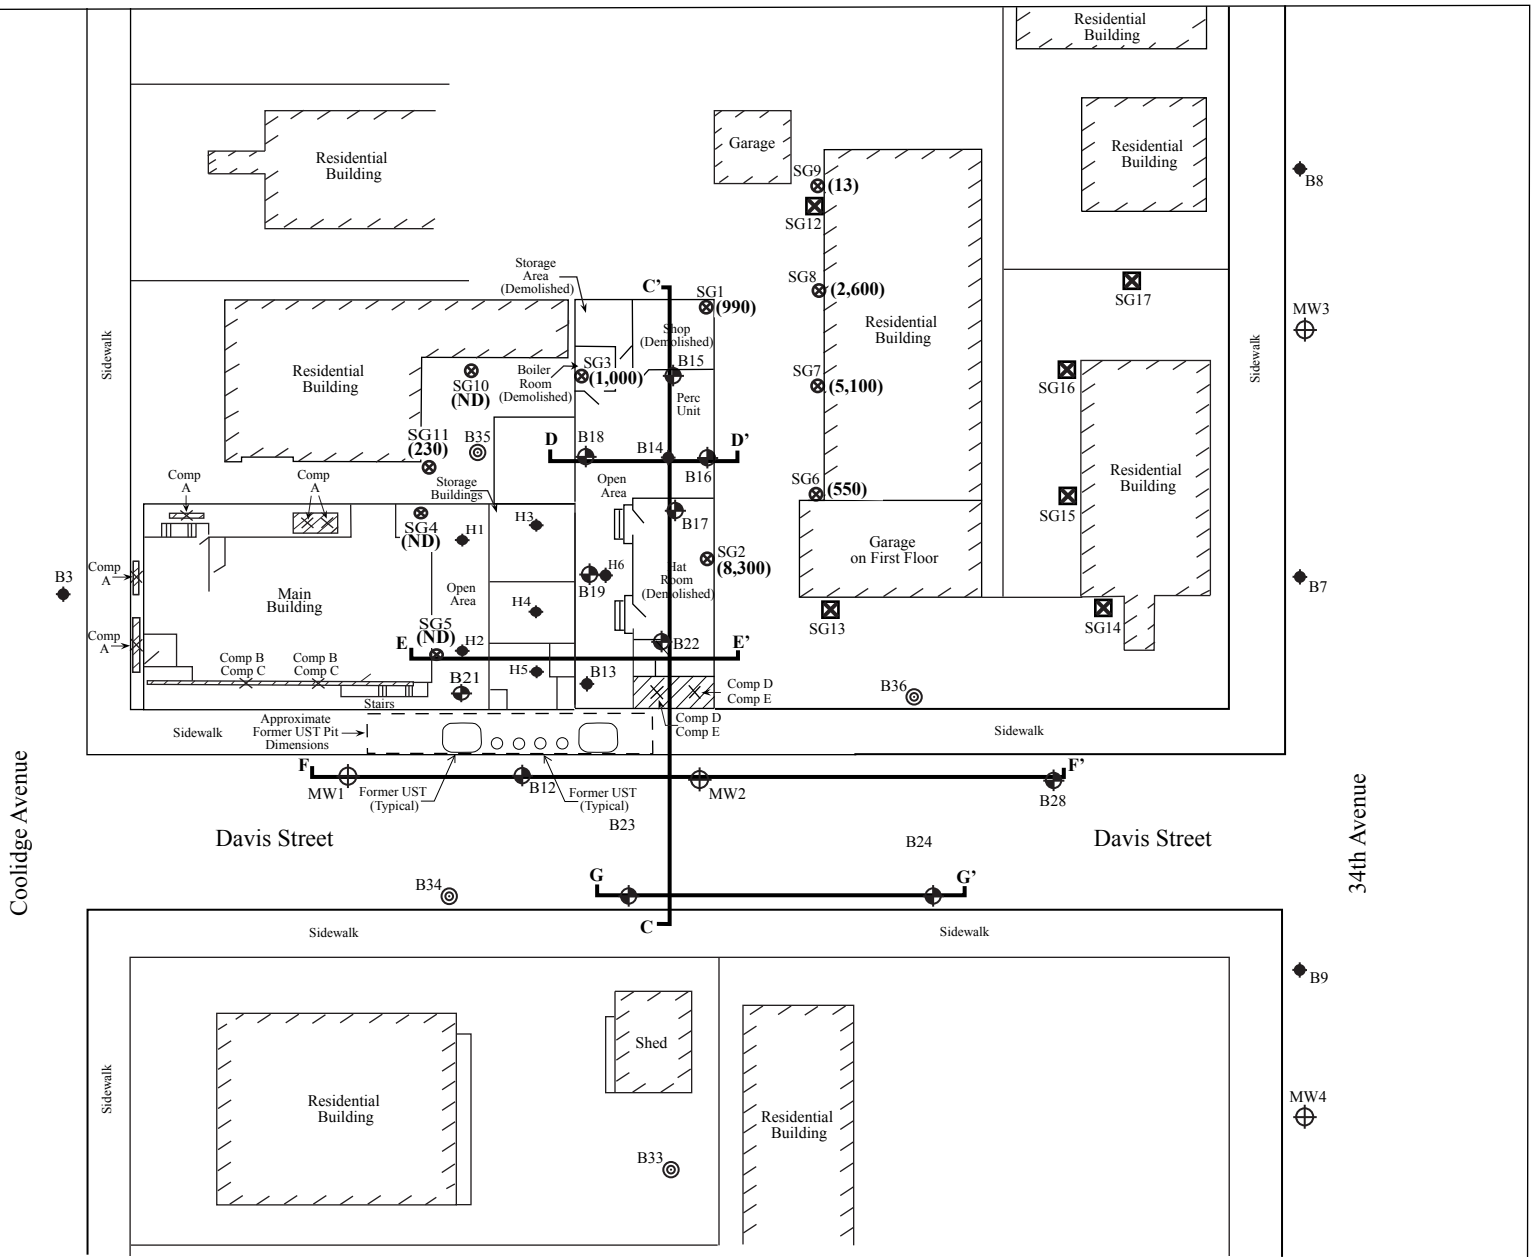 Residential
Building
Residential
Building
Garage
Residential
Building
SG9
(13)
SG12
B8
Storage
Area
(Demolished)
C'
SG1
(990)
SG8
(2,600)
SG17
MW3
Sidewalk
Residential
Building
SG10
(ND)
Boiler
Room
(Demolished)
SG3
(1,000)
Shop
(Demolished)
B15
Perc
Unit
SG7
(5,100)
Residential
Building
SG16
Sidewalk
SG11
(230)
B35
D
B18
B14
D'
B16
Comp
A
Comp
A
Storage
Buildings
Open
Area
SG6
(550)
SG15
Residential
Building
SG4
(ND)
H1
H3
B17
Garage
on First Floor
B3
Comp
A
Main
Building
Open
Area
H4
H6
B19
Hat
Room
(Demolished)
SG2
(8,300)
B7
Comp
A
SG5
(ND)
E
H2
B22
E'
SG13
SG14
Comp B
Comp C
Comp B
Comp C
B21
H5
B13
Comp D
Comp E
B36
Stairs
Sidewalk
Approximate
Former UST Pit
Dimensions
Comp D
Comp E
Sidewalk
F
MW1
Former UST
(Typical)
B12
Former UST
(Typical)
MW2
F'
B28
Coolidge Avenue
Davis Street
B23
B24
Davis Street
34th Avenue
B34
G
G'
C
Sidewalk
Sidewalk
B9
Sidewalk
Residential
Building
Shed
Residential
Building
MW4
B33